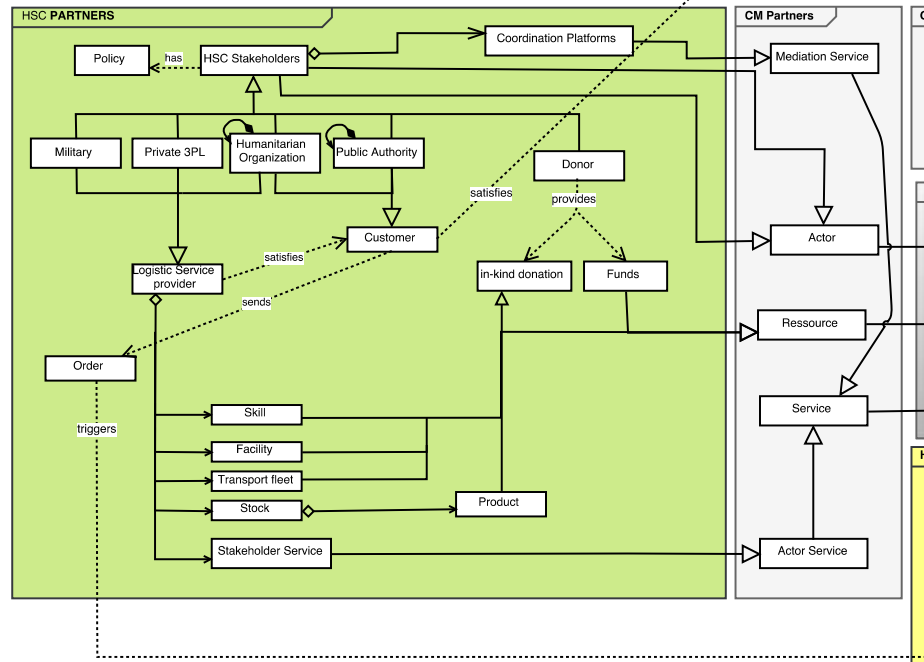 HSC PARTNERS
CM Partners
Coordination Platforms
Policy
has
HSC Stakeholders
Mediation Service
Military
Private 3PL
Humanitarian
Organization
Public Authority
Donor
satisfies
provides
Customer
Actor
satisfies
Logistic Service
provider
in-kind donation
Funds
sends
Ressource
Order
Skill
Service
triggers
Facility
Transport fleet
Stock
Product
Stakeholder Service
Actor Service